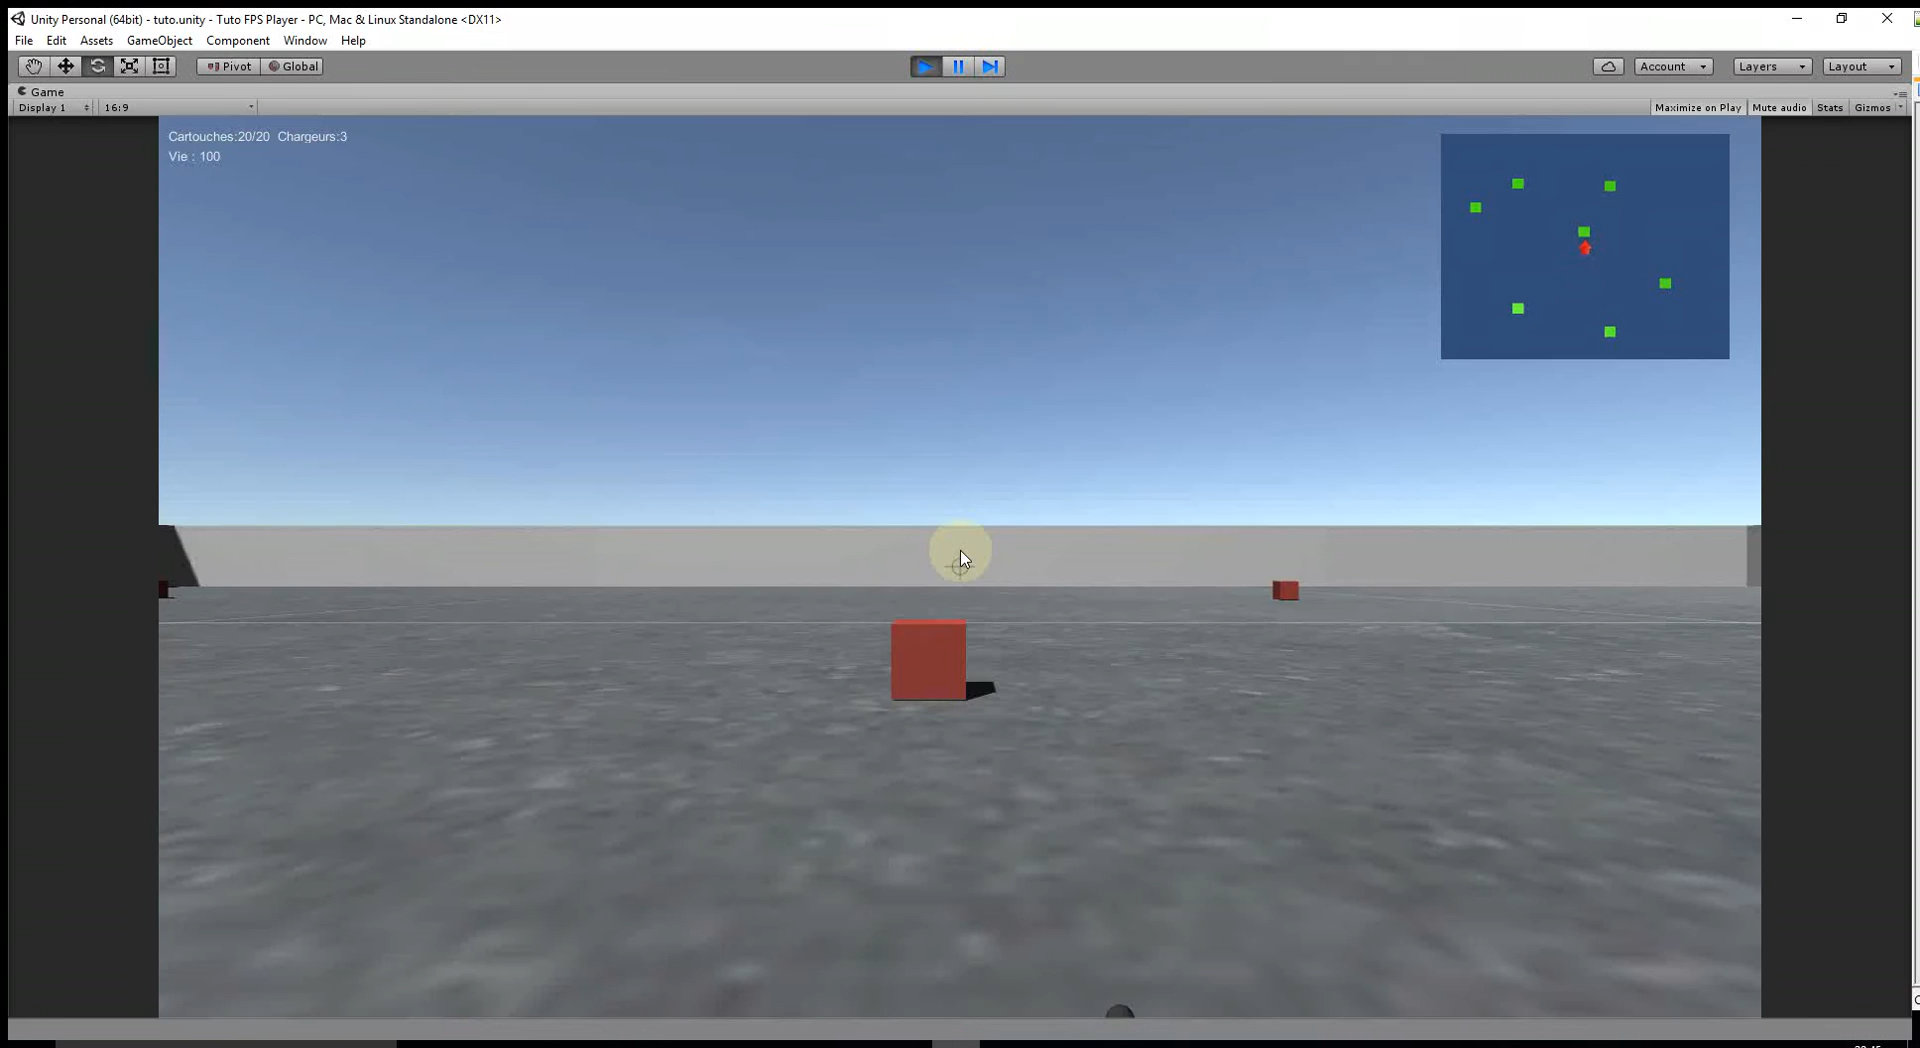 Unity Personal (64bit) - tuto.unity - Tuto FPS Player - PC, Mac & Linux Standalone <DX11>
File Edit Assets GameObject Component Window Help
Pivot Global Account Layers Layout
Game
Display 1 16:9 Maximize on Play Mute audio Stats Gizmos
Cartouches:20/20 Chargeurs:3
Vie : 100